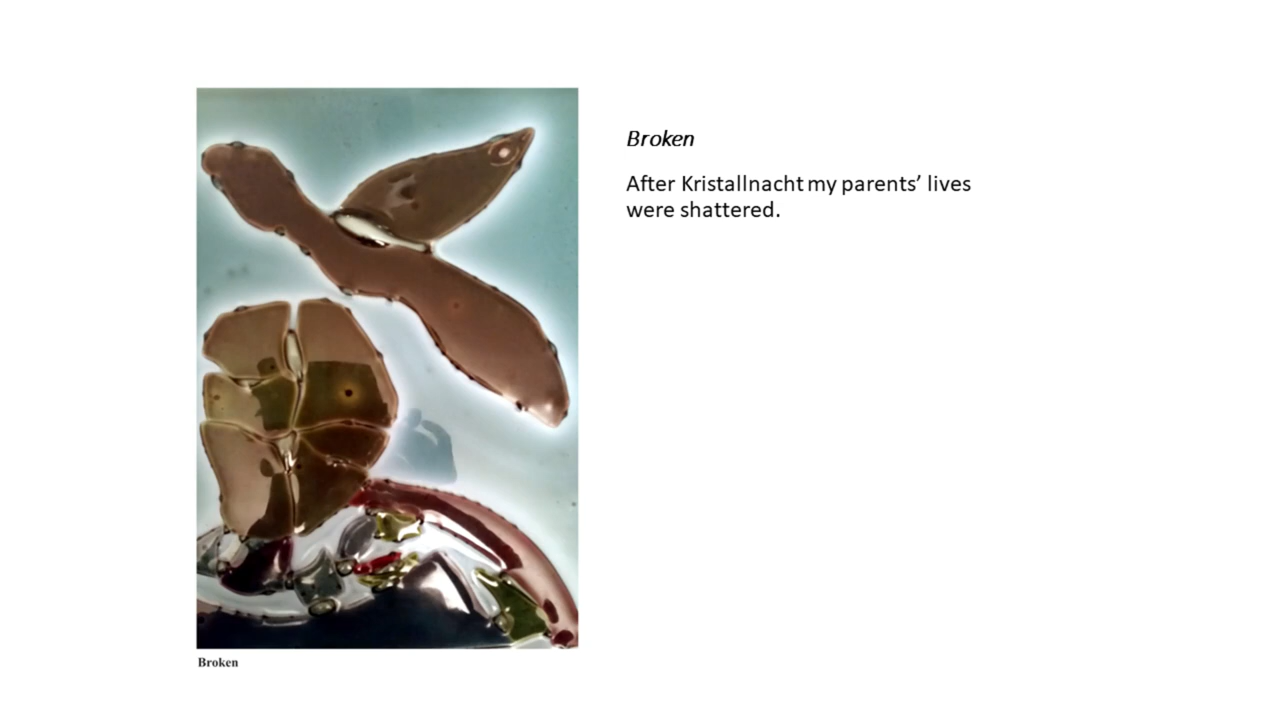 Broken
After Kristallnacht my parents’ lives
were shattered.
Broken